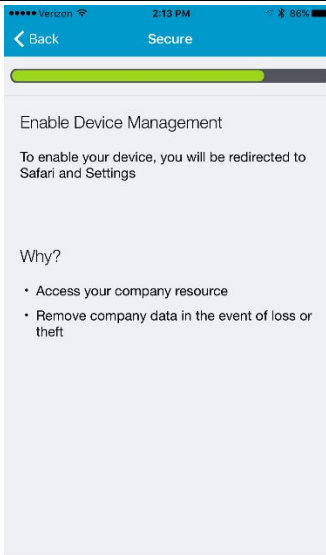 Verizon 2:13 PM 86%
Back Secure
Enable Device Management
To enable your device, you will be redirected to
Safari and Settings
Why?
• Access your company resource
• Remove company data in the event of loss or
theft